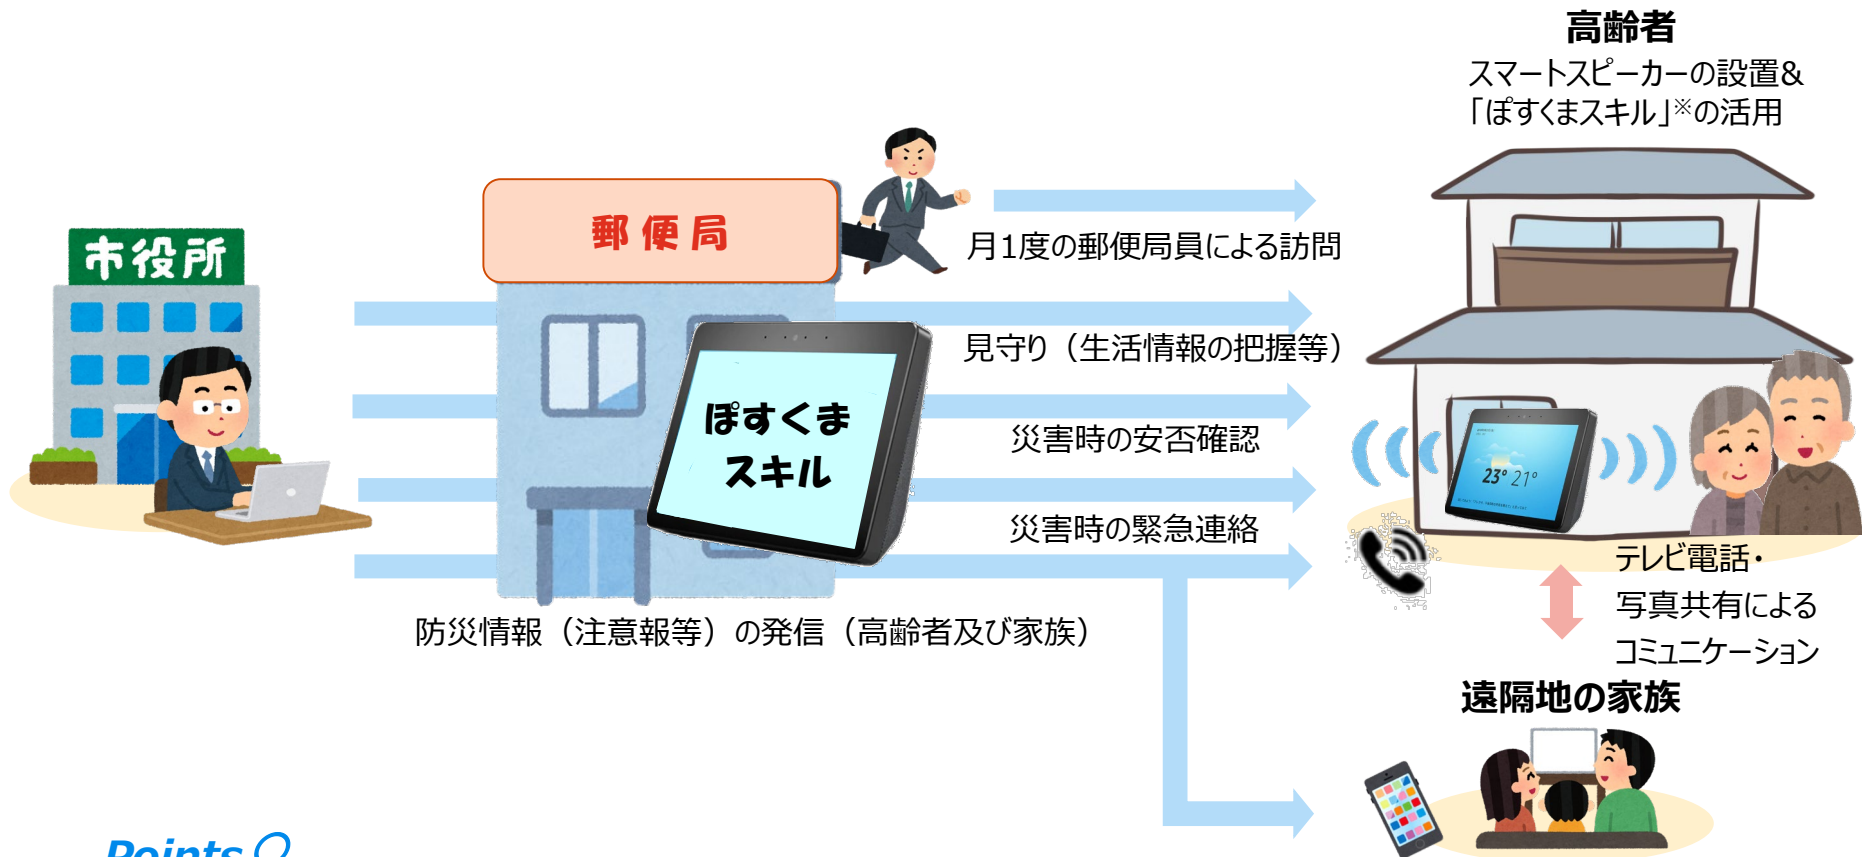 高齢者
スマートスピーカーの設置&
「ぽすくまスキル」※の活用
市役所
郵便局
月1度の郵便局員による訪問
見守り（生活情報の把握等）
ぽすくま
スキル
災害時の安否確認
23° 21°
災害時の緊急連絡
テレビ電話・
写真共有による
コミュニケーション
防災情報（注意報等）の発信（高齢者及び家族）
遠隔地の家族
Points